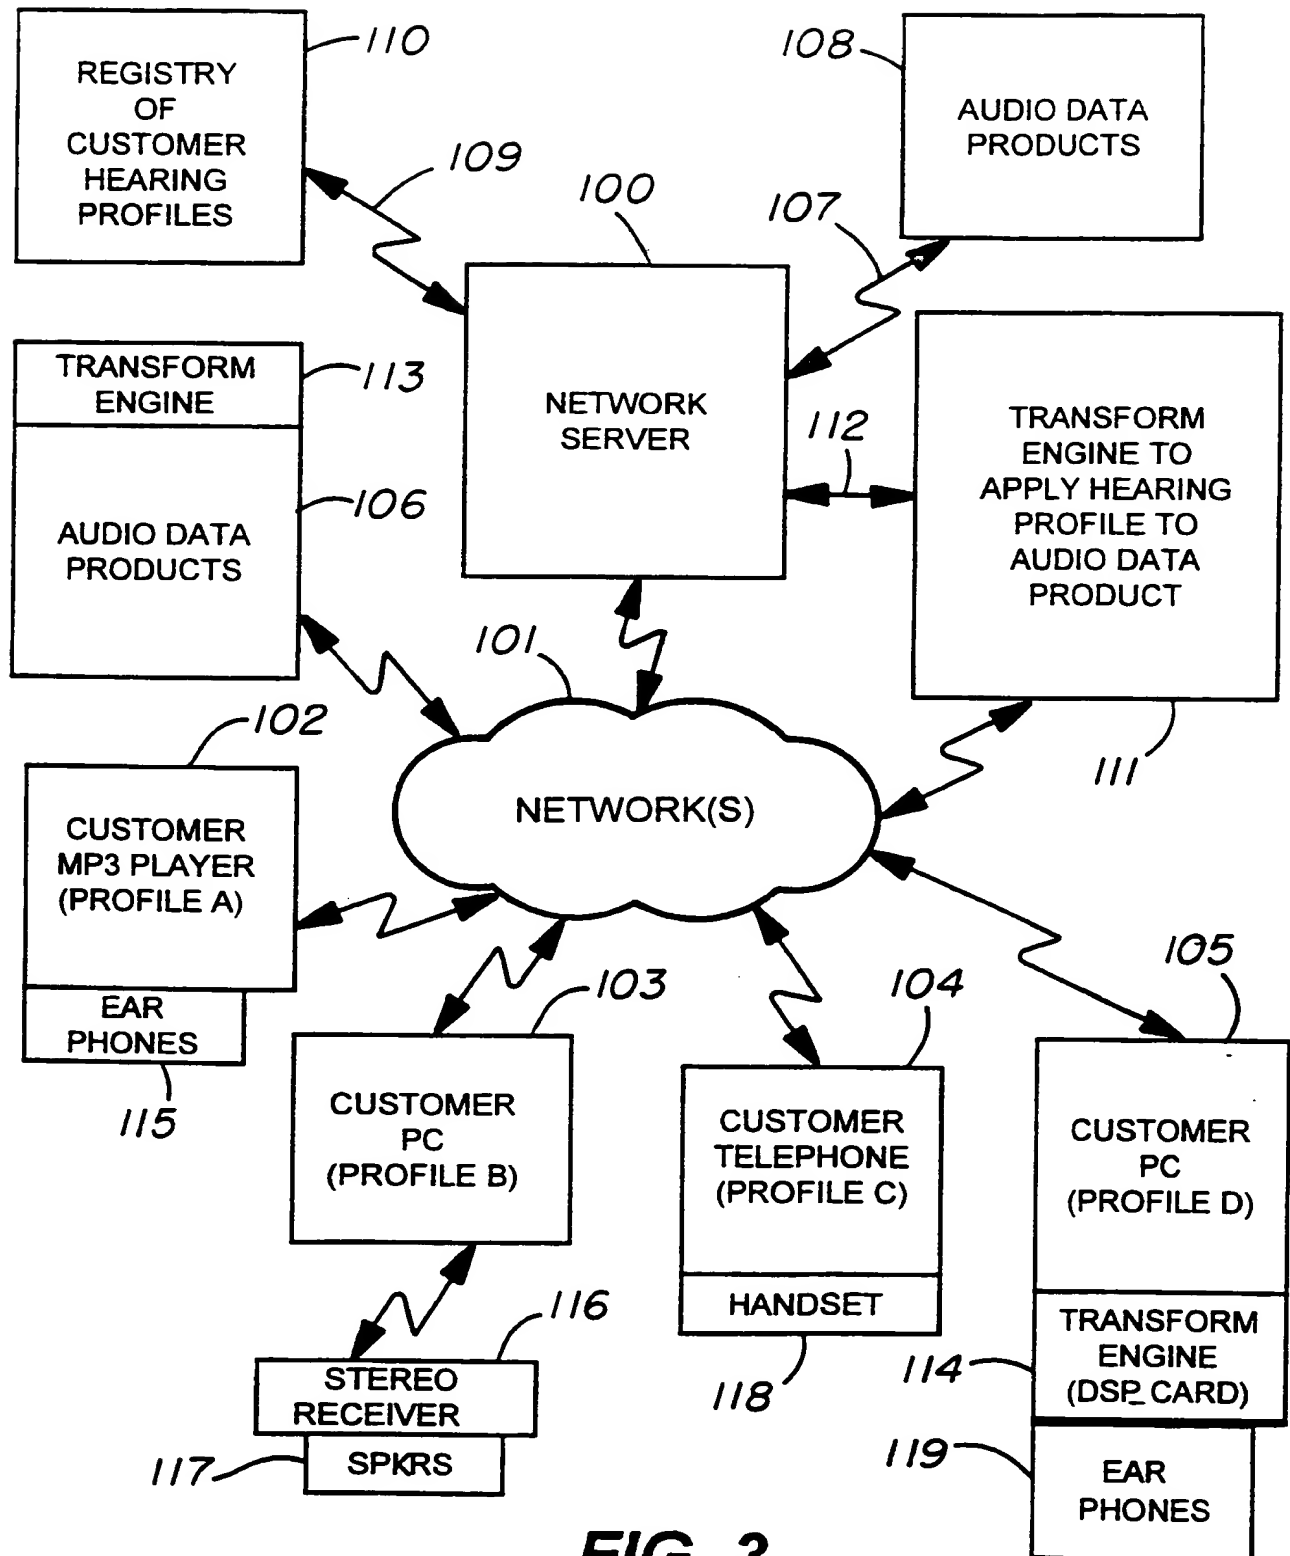 110
REGISTRY
OF
CUSTOMER
HEARING
PROFILES
109
108
AUDIO DATA
PRODUCTS
107
100
NETWORK
SERVER
112
TRANSFORM
ENGINE TO
APPLY HEARING
PROFILE TO
AUDIO DATA
PRODUCT
111
TRANSFORM
ENGINE
113
106
AUDIO DATA
PRODUCTS
101
NETWORK(S)
102
CUSTOMER
MP3 PLAYER
(PROFILE A)
EAR
PHONES
115
103
CUSTOMER
PC
(PROFILE B)
116
STEREO
RECEIVER
117
SPKRS
104
CUSTOMER
TELEPHONE
(PROFILE C)
HANDSET
118
105
CUSTOMER
PC
(PROFILE D)
114
TRANSFORM
ENGINE
(DSP CARD)
119
EAR
PHONES